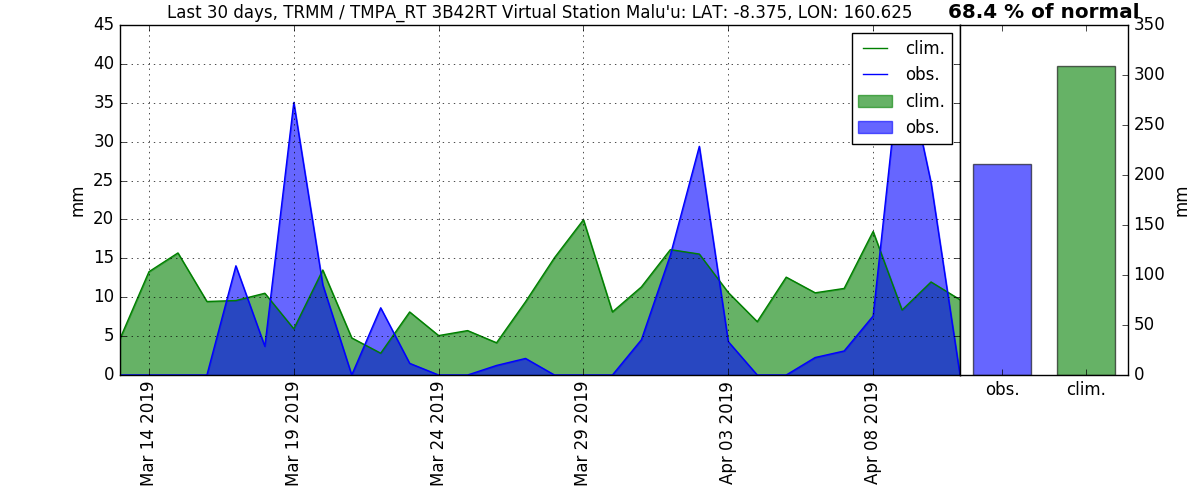 Last 30 days, TRMM / TMPA_RT 3B42RT Virtual Station Malu'u: LAT: -8.375, LON: 160.625
68.4 % of normal
45
40
35
30
25
20
15
10
5
0
mm
clim.
obs.
clim.
obs.
Mar 14 2019
Mar 19 2019
Mar 24 2019
Mar 29 2019
Apr 03 2019
Apr 08 2019
350
300
250
200
150
100
50
0
mm
obs.
clim.